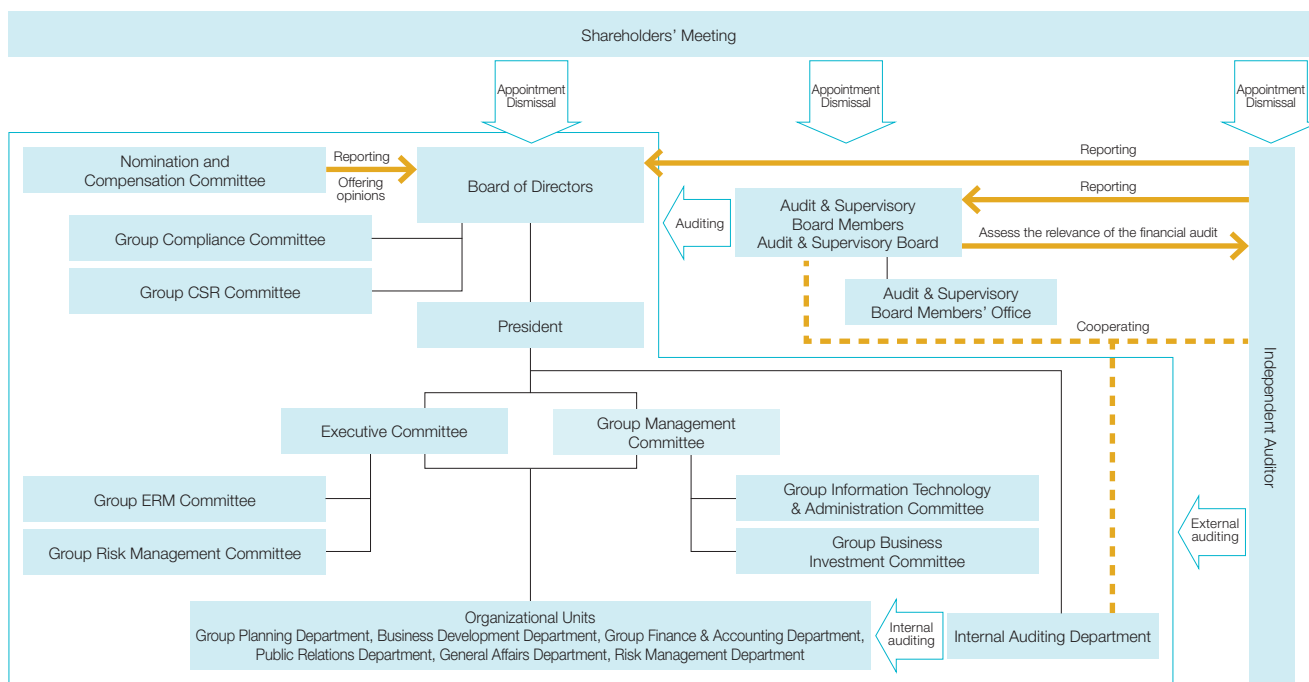 Shareholders' Meeting
Appointment
Dismissal
Appointment
Dismissal
Appointment
Dismissal
Nomination and
Compensation Committee
Reporting
Offering
opinions
Board of Directors
Reporting
Reporting
Auditing
Audit & Supervisory
Board Members
Audit & Supervisory Board
Assess the relevance of the financial audit
Group Compliance Committee
Group CSR Committee
Audit & Supervisory
Board Members' Office
President
Cooperating
Independent Auditor
Executive Committee
Group Management
Committee
Group ERM Committee
Group Risk Management Committee
Group Information Technology
& Administration Committee
Group Business
Investment Committee
External
auditing
Organizational Units
Group Planning Department, Business Development Department, Group Finance & Accounting Department,
Public Relations Department, General Affairs Department, Risk Management Department
Internal
auditing
Internal Auditing Department